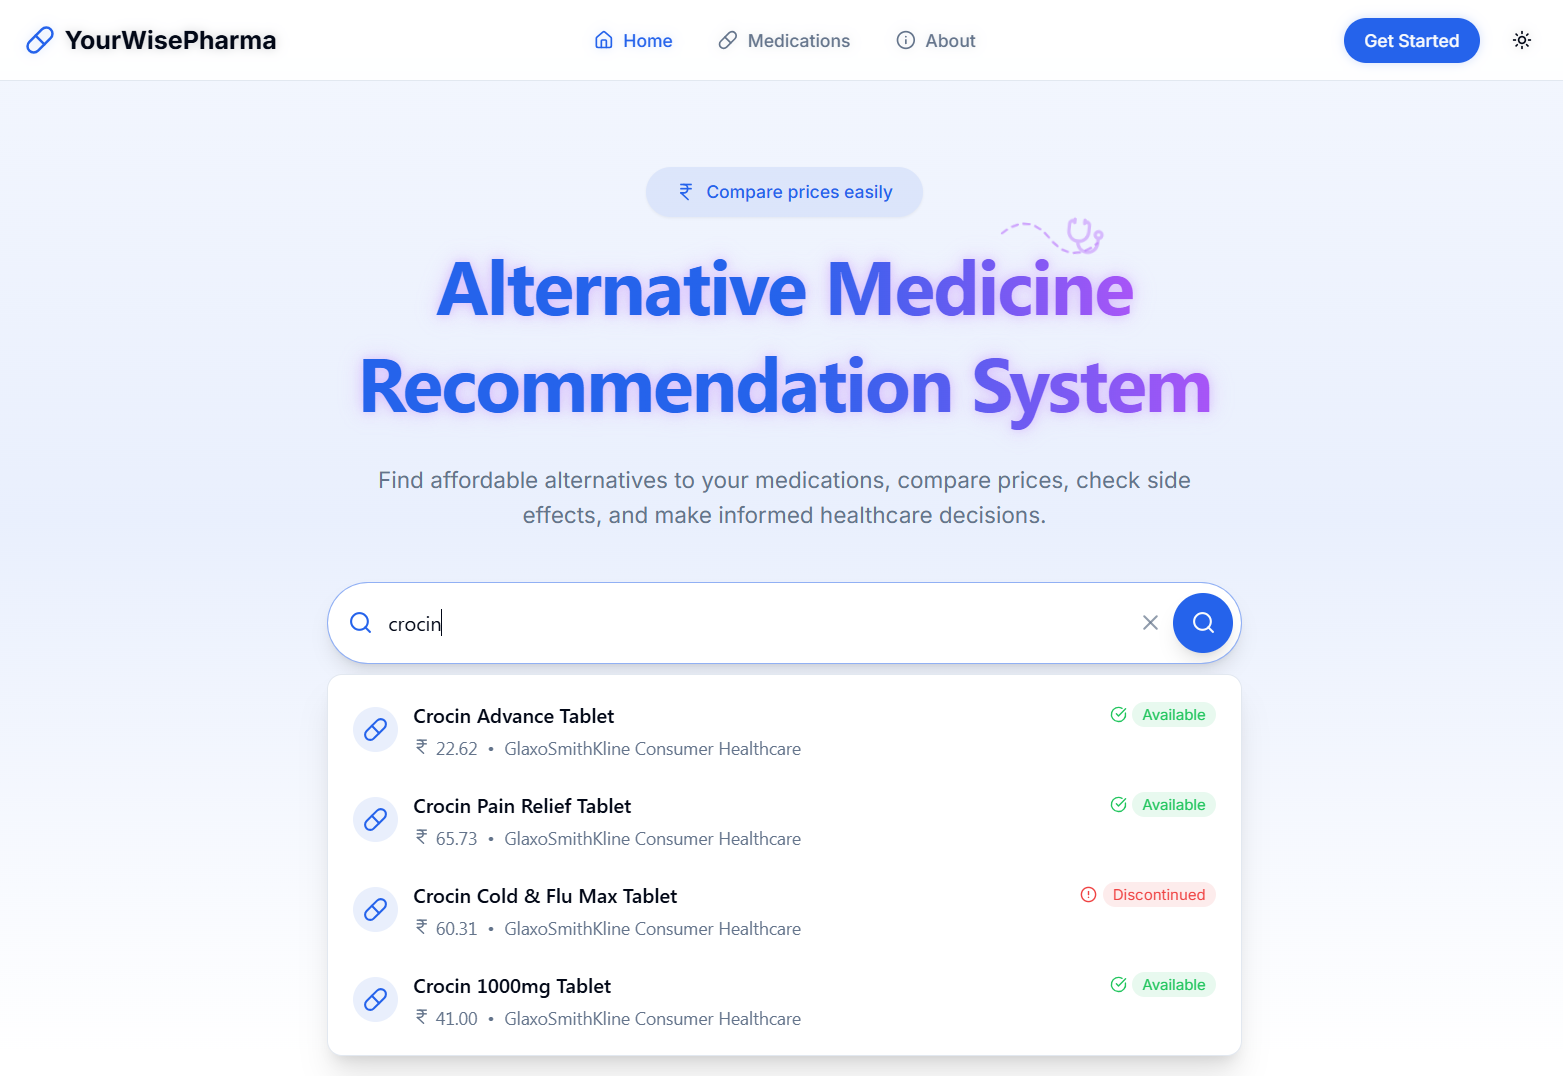 YourWisePharma
Home
Medications
About
Get Started
₹ Compare prices easily
Alternative Medicine
Recommendation System
Find affordable alternatives to your medications, compare prices, check side
effects, and make informed healthcare decisions.
crocin
Crocin Advance Tablet
Available
₹ 22.62 • GlaxoSmithKline Consumer Healthcare
Crocin Pain Relief Tablet
Available
₹ 65.73 • GlaxoSmithKline Consumer Healthcare
Crocin Cold & Flu Max Tablet
Discontinued
₹ 60.31 • GlaxoSmithKline Consumer Healthcare
Crocin 1000mg Tablet
Available
₹ 41.00 • GlaxoSmithKline Consumer Healthcare